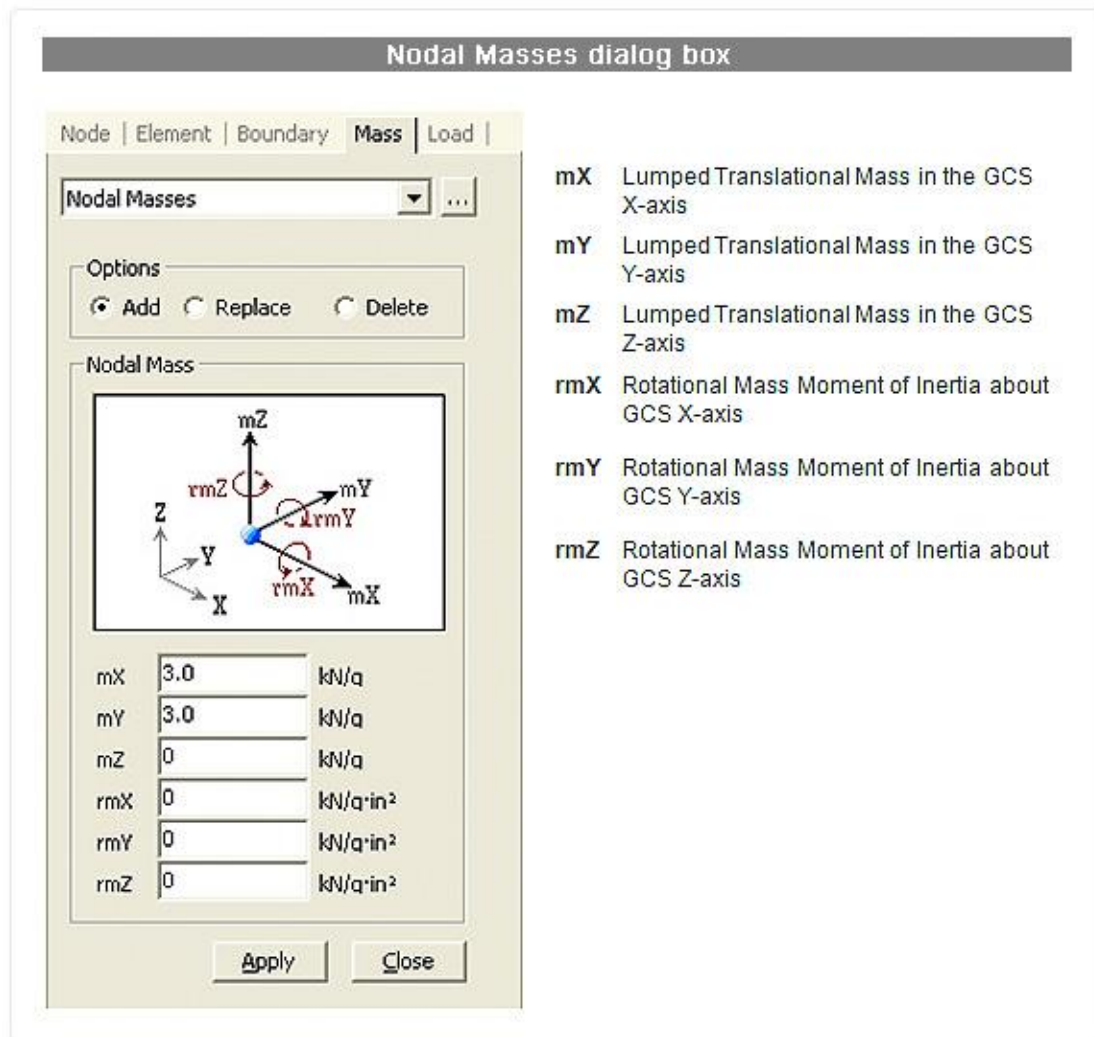 Nodal Masses dialog box
Node | Element | Boundary Mass | Load |
Nodal Masses ...
Options
Add Replace Delete
Nodal Mass
mZ
rmZ
mY
rmY
Z
Y
X
rmX
mX
mX 3.0 kN/g
mY 3.0 kN/g
mZ 0 kN/g
rmX 0 kN/g·in²
rmY 0 kN/g·in²
rmZ 0 kN/g·in²
Apply Close
mX Lumped Translational Mass in the GCS
X-axis
mY Lumped Translational Mass in the GCS
Y-axis
mZ Lumped Translational Mass in the GCS
Z-axis
rmX Rotational Mass Moment of Inertia about
GCS X-axis
rmY Rotational Mass Moment of Inertia about
GCS Y-axis
rmZ Rotational Mass Moment of Inertia about
GCS Z-axis